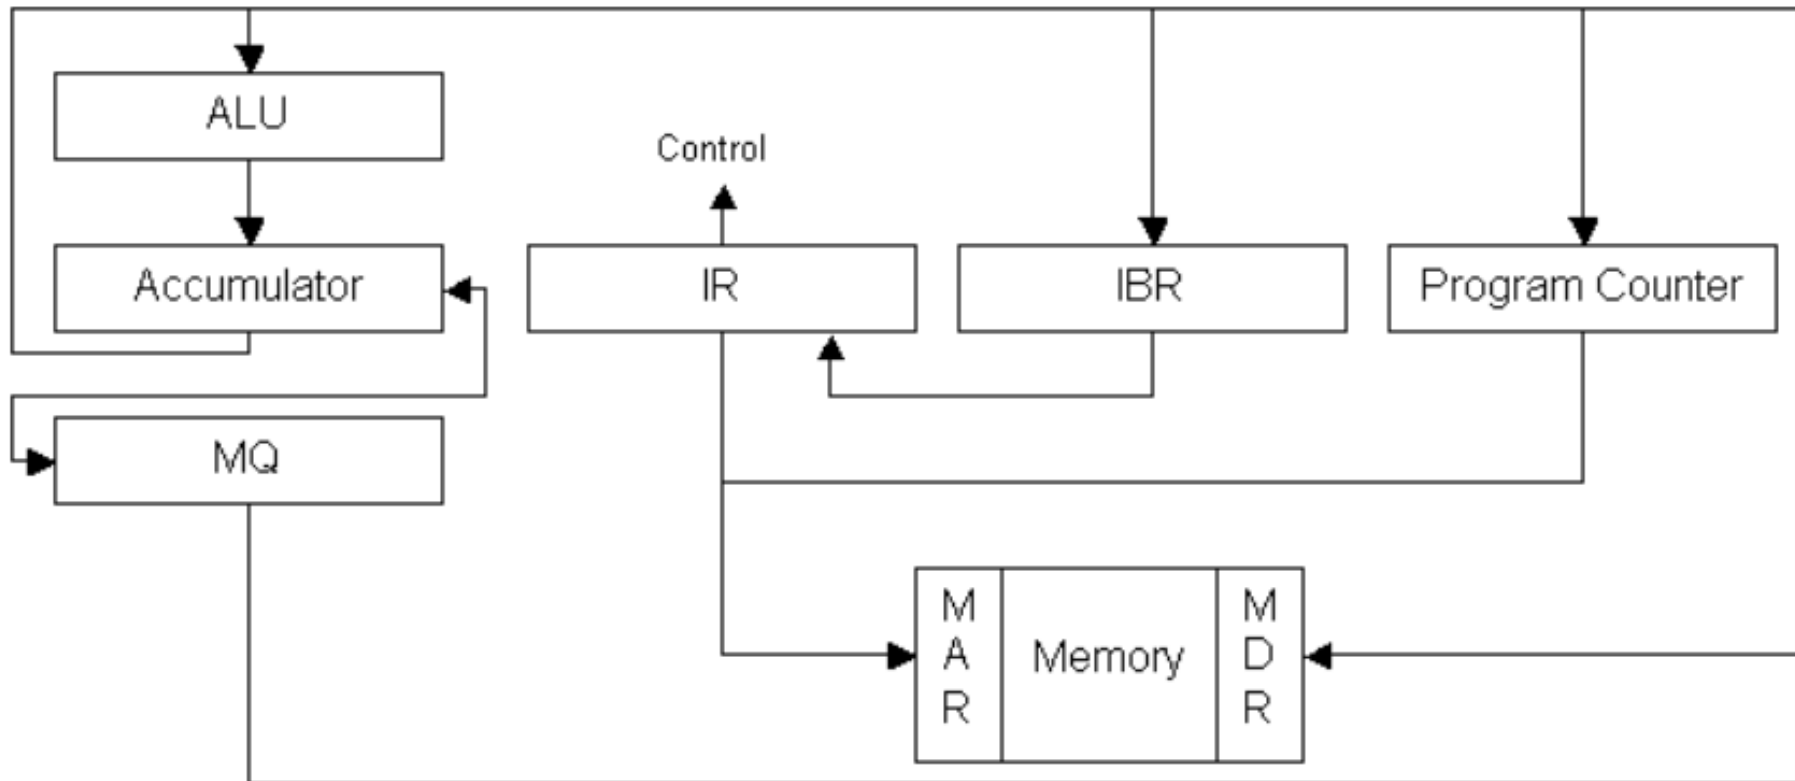 ALU
Control
Accumulator
IR
IBR
Program Counter
MQ
M
A
R
Memory
M
D
R